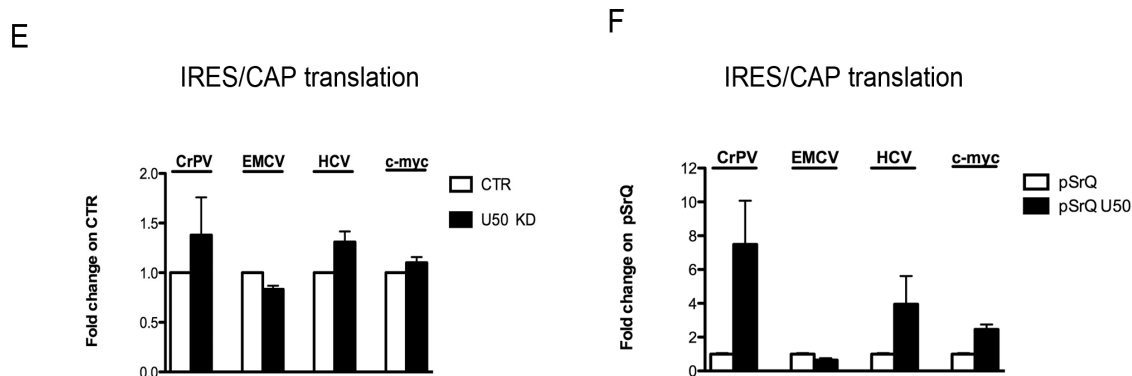 E
IRES/CAP translation
CrPV EMCV HCV c-myc
2.0
1.5
1.0
0.5
0.0
Fold change on CTR
CTR
U50 KD
F
IRES/CAP translation
CrPV EMCV HCV c-myc
12
10
8
6
4
2
0
Fold change on pSrQ
pSrQ
pSrQ U50